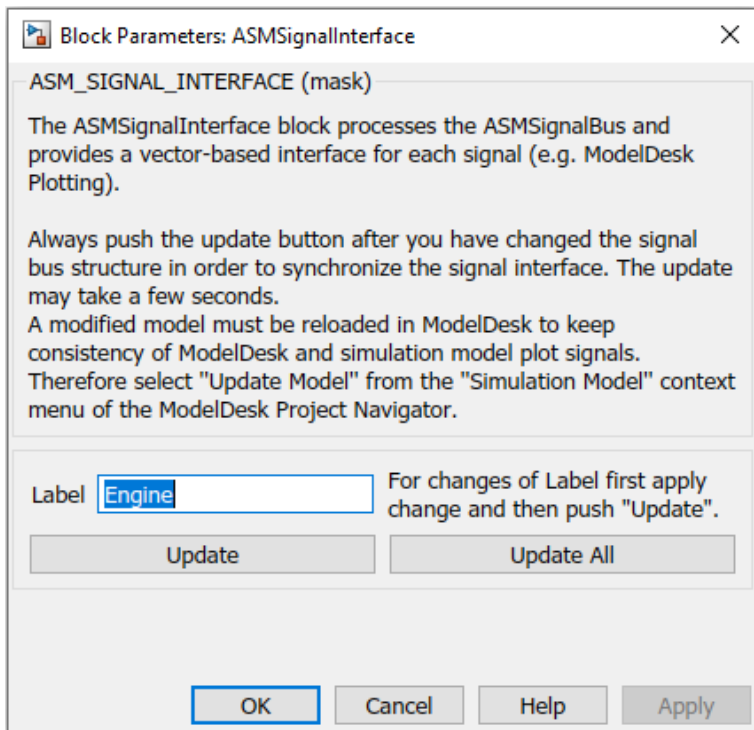 Block Parameters: ASMSignalInterface
ASM_SIGNAL_INTERFACE (mask)
The ASMSignalInterface block processes the ASMSignalBus and
provides a vector-based interface for each signal (e.g. ModelDesk
Plotting).
Always push the update button after you have changed the signal
bus structure in order to synchronize the signal interface. The update
may take a few seconds.
A modified model must be reloaded in ModelDesk to keep
consistency of ModelDesk and simulation model plot signals.
Therefore select "Update Model" from the "Simulation Model" context
menu of the ModelDesk Project Navigator.
Label Engine
For changes of Label first apply
change and then push "Update".
Update Update All
OK Cancel Help Apply